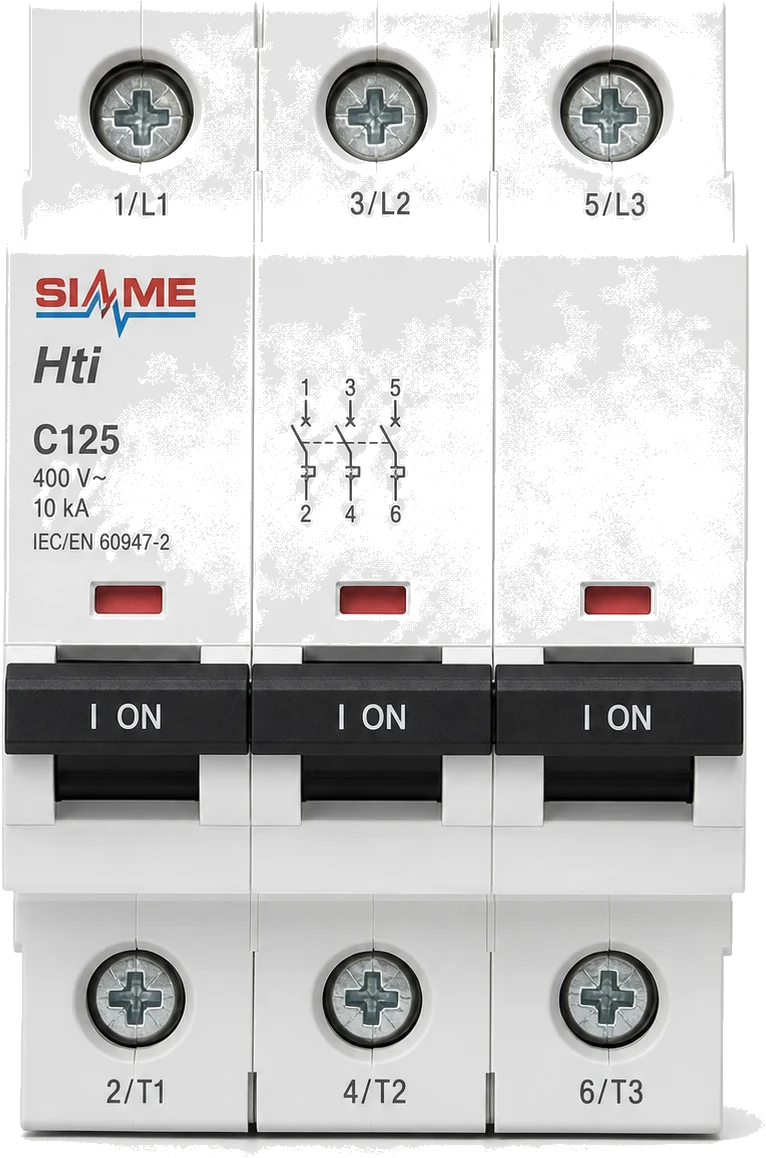 1/L1 3/L2 5/L3
SIAME
Hti
C125
400 V~
10 kA
IEC/EN 60947-2
1 3 5
2 4 6
I ON I ON I ON
2/T1 4/T2 6/T3